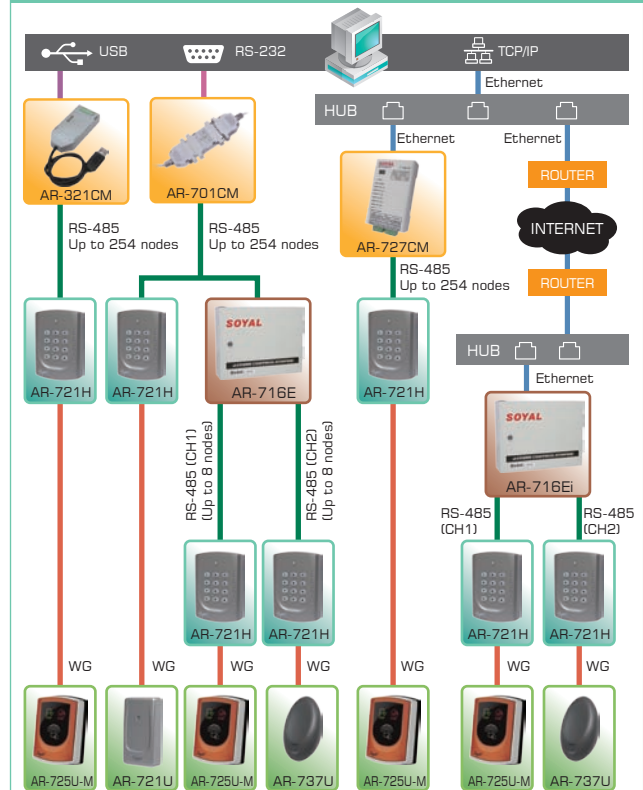 USB
RS-232
TCP/IP
Ethernet
HUB
Ethernet
Ethernet
AR-321CM
AR-701CM
AR-727CM
ROUTER
INTERNET
ROUTER
RS-485
Up to 254 nodes
RS-485
Up to 254 nodes
RS-485
Up to 254 nodes
HUB
Ethernet
AR-721H
AR-721H
SOYAL
AR-716E
AR-721H
SOYAL
AR-716Ei
RS-485 (CH1)
(Up to 8 nodes)
RS-485 (CH2)
(Up to 8 nodes)
RS-485
(CH1)
RS-485
(CH2)
AR-721H
AR-721H
AR-721H
AR-721H
WG
WG
WG
WG
WG
WG
WG
AR-725U-M
AR-721U
AR-725U-M
AR-737U
AR-725U-M
AR-725U-M
AR-737U